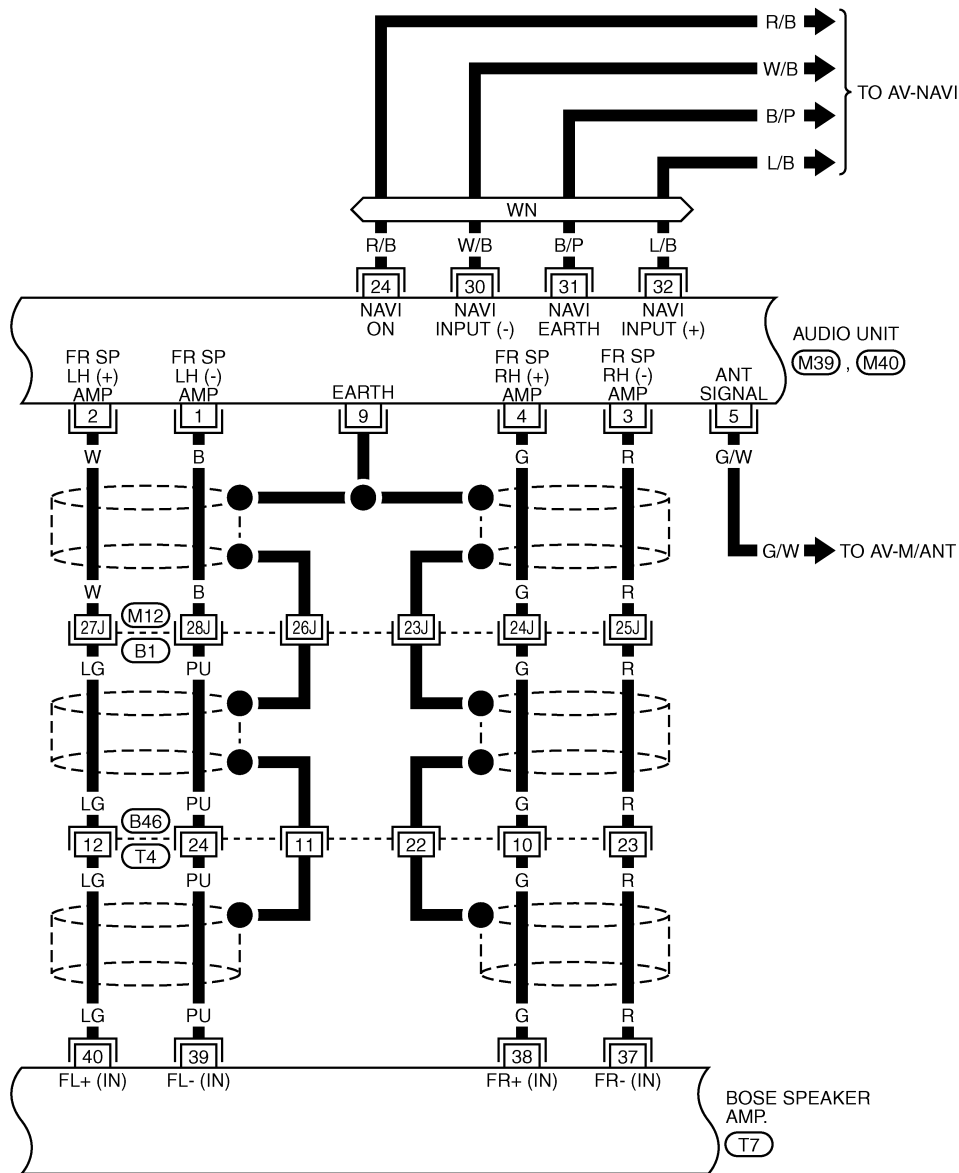 R/B
W/B
TO AV-NAVI
B/P
L/B
WN
R/B W/B B/P L/B
24 30 31 32
NAVI ON
NAVI INPUT (-)
NAVI EARTH
NAVI INPUT (+)
AUDIO UNIT
M39 , M40
FR SP LH (+) AMP
FR SP LH (-) AMP
EARTH
FR SP RH (+) AMP
FR SP RH (-) AMP
ANT SIGNAL
2 1 9 4 3 5
W B G R G/W
G/W TO AV-M/ANT
W B G R
M12
27J 28J 26J 23J 24J 25J
B1
LG PU G R
LG PU G R
B46
12 24 11 22 10 23
T4
LG PU G R
LG PU G R
40 39 38 37
FL+ (IN) FL- (IN) FR+ (IN) FR- (IN)
BOSE SPEAKER
AMP.
T7